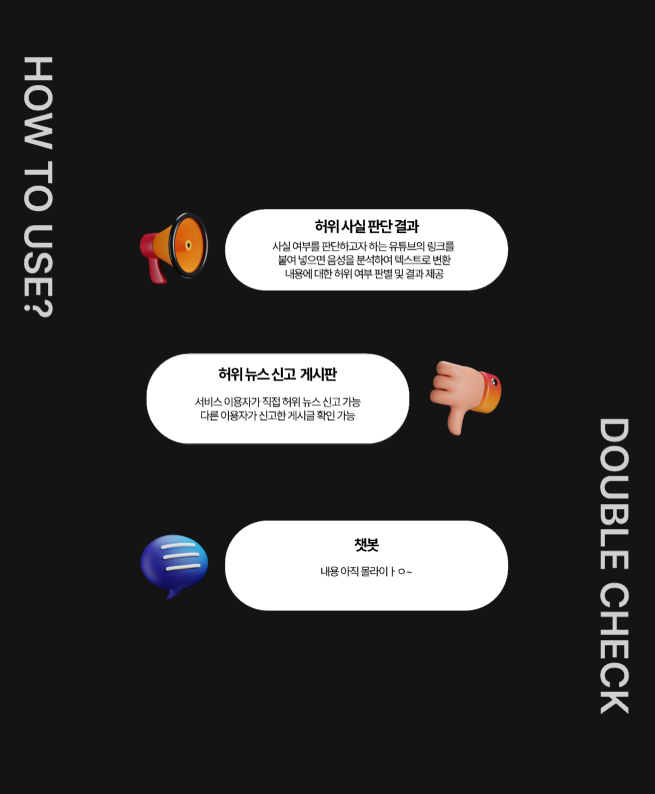 HOW TO USE?
허위 사실 판단 결과
사실 여부를 판단하고자 하는 유튜브의 링크를
붙여 넣으면 음성을 분석하여 텍스트로 변환
내용에 대한 허위 여부 판별 및 결과 제공
허위 뉴스 신고 게시판
서비스 이용자가 직접 허위 뉴스 신고 가능
다른 이용자가 신고한 게시글 확인 가능
챗봇
내용 아직 몰라이ㅏㅇ~
DOUBLE CHECK